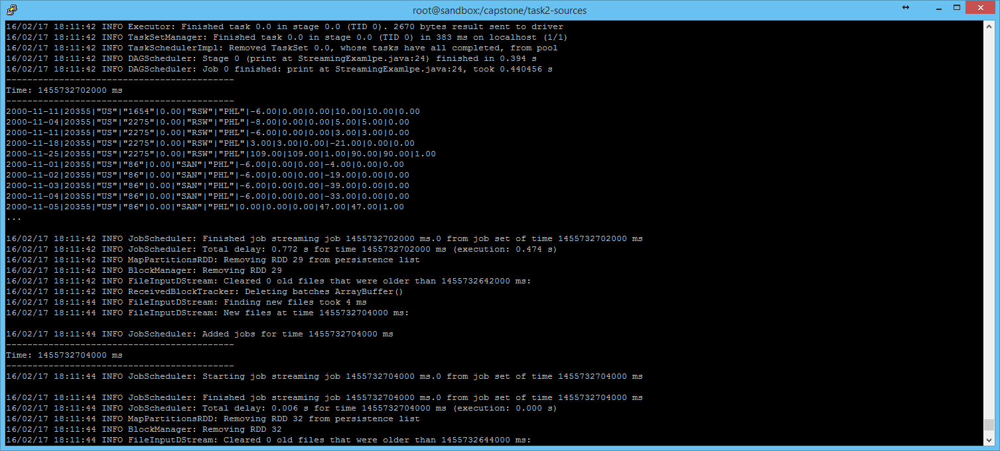 root@sandbox:/capstone/task2-sources
16/02/17 18:11:42 INFO Executor: Finished task 0.0 in stage 0.0 (TID 0). 2670 bytes result sent to driver
16/02/17 18:11:42 INFO TaskSetManager: Finished task 0.0 in stage 0.0 (TID 0) in 383 ms on localhost (1/1)
16/02/17 18:11:42 INFO TaskSchedulerImpl: Removed TaskSet 0.0, whose tasks have all completed, from pool
16/02/17 18:11:42 INFO DAGScheduler: Stage 0 (print at StreamingExamlpe.java:24) finished in 0.394 s
16/02/17 18:11:42 INFO DAGScheduler: Job 0 finished: print at StreamingExamlpe.java:24, took 0.440456 s
-------------------------------------------
Time: 1455732702000 ms
-------------------------------------------
2000-11-11|20355|"US"|"1654"|0.00|"RSW"|"PHL"|-6.00|0.00|0.00|10.00|10.00|0.00
2000-11-04|20355|"US"|"2275"|0.00|"RSW"|"PHL"|-8.00|0.00|0.00|5.00|5.00|0.00
2000-11-11|20355|"US"|"2275"|0.00|"RSW"|"PHL"|-6.00|0.00|0.00|3.00|3.00|0.00
2000-11-18|20355|"US"|"2275"|0.00|"RSW"|"PHL"|3.00|3.00|0.00|-21.00|0.00|0.00
2000-11-25|20355|"US"|"2275"|0.00|"RSW"|"PHL"|109.00|109.00|1.00|90.00|90.00|1.00
2000-11-01|20355|"US"|"86"|0.00|"SAN"|"PHL"|-6.00|0.00|0.00|-4.00|0.00|0.00
2000-11-02|20355|"US"|"86"|0.00|"SAN"|"PHL"|-6.00|0.00|0.00|-19.00|0.00|0.00
2000-11-03|20355|"US"|"86"|0.00|"SAN"|"PHL"|-6.00|0.00|0.00|-39.00|0.00|0.00
2000-11-04|20355|"US"|"86"|0.00|"SAN"|"PHL"|-6.00|0.00|0.00|-33.00|0.00|0.00
2000-11-05|20355|"US"|"86"|0.00|"SAN"|"PHL"|0.00|0.00|0.00|47.00|47.00|1.00
...
16/02/17 18:11:42 INFO JobScheduler: Finished job streaming job 1455732702000 ms.0 from job set of time 1455732702000 ms
16/02/17 18:11:42 INFO JobScheduler: Total delay: 0.772 s for time 1455732702000 ms (execution: 0.474 s)
16/02/17 18:11:42 INFO MapPartitionsRDD: Removing RDD 29 from persistence list
16/02/17 18:11:42 INFO BlockManager: Removing RDD 29
16/02/17 18:11:42 INFO FileInputDStream: Cleared 0 old files that were older than 1455732642000 ms:
16/02/17 18:11:42 INFO ReceivedBlockTracker: Deleting batches ArrayBuffer()
16/02/17 18:11:44 INFO FileInputDStream: Finding new files took 4 ms
16/02/17 18:11:44 INFO FileInputDStream: New files at time 1455732704000 ms:
16/02/17 18:11:44 INFO JobScheduler: Added jobs for time 1455732704000 ms
-------------------------------------------
Time: 1455732704000 ms
-------------------------------------------
16/02/17 18:11:44 INFO JobScheduler: Starting job streaming job 1455732704000 ms.0 from job set of time 1455732704000 ms
16/02/17 18:11:44 INFO JobScheduler: Finished job streaming job 1455732704000 ms.0 from job set of time 1455732704000 ms
16/02/17 18:11:44 INFO JobScheduler: Total delay: 0.006 s for time 1455732704000 ms (execution: 0.000 s)
16/02/17 18:11:44 INFO MapPartitionsRDD: Removing RDD 32 from persistence list
16/02/17 18:11:44 INFO BlockManager: Removing RDD 32
16/02/17 18:11:44 INFO FileInputDStream: Cleared 0 old files that were older than 1455732644000 ms: